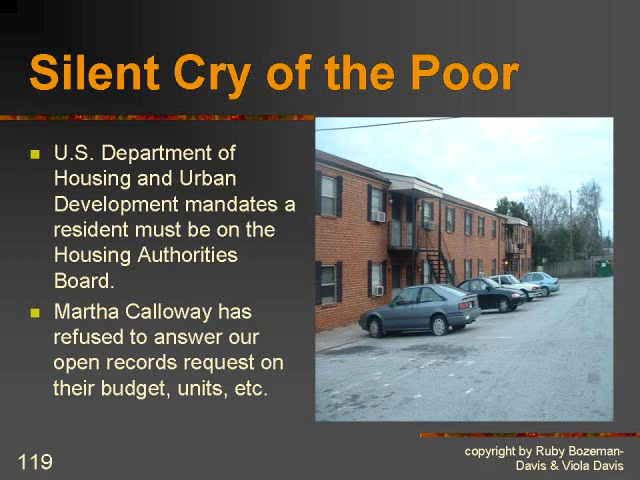 Silent Cry of the Poor
U.S. Department of
Housing and Urban
Development mandates a
resident must be on the
Housing Authorities
Board.
Martha Calloway has
refused to answer our
open records request on
their budget, units, etc.
119
copyright by Ruby Bozeman-
Davis & Viola Davis